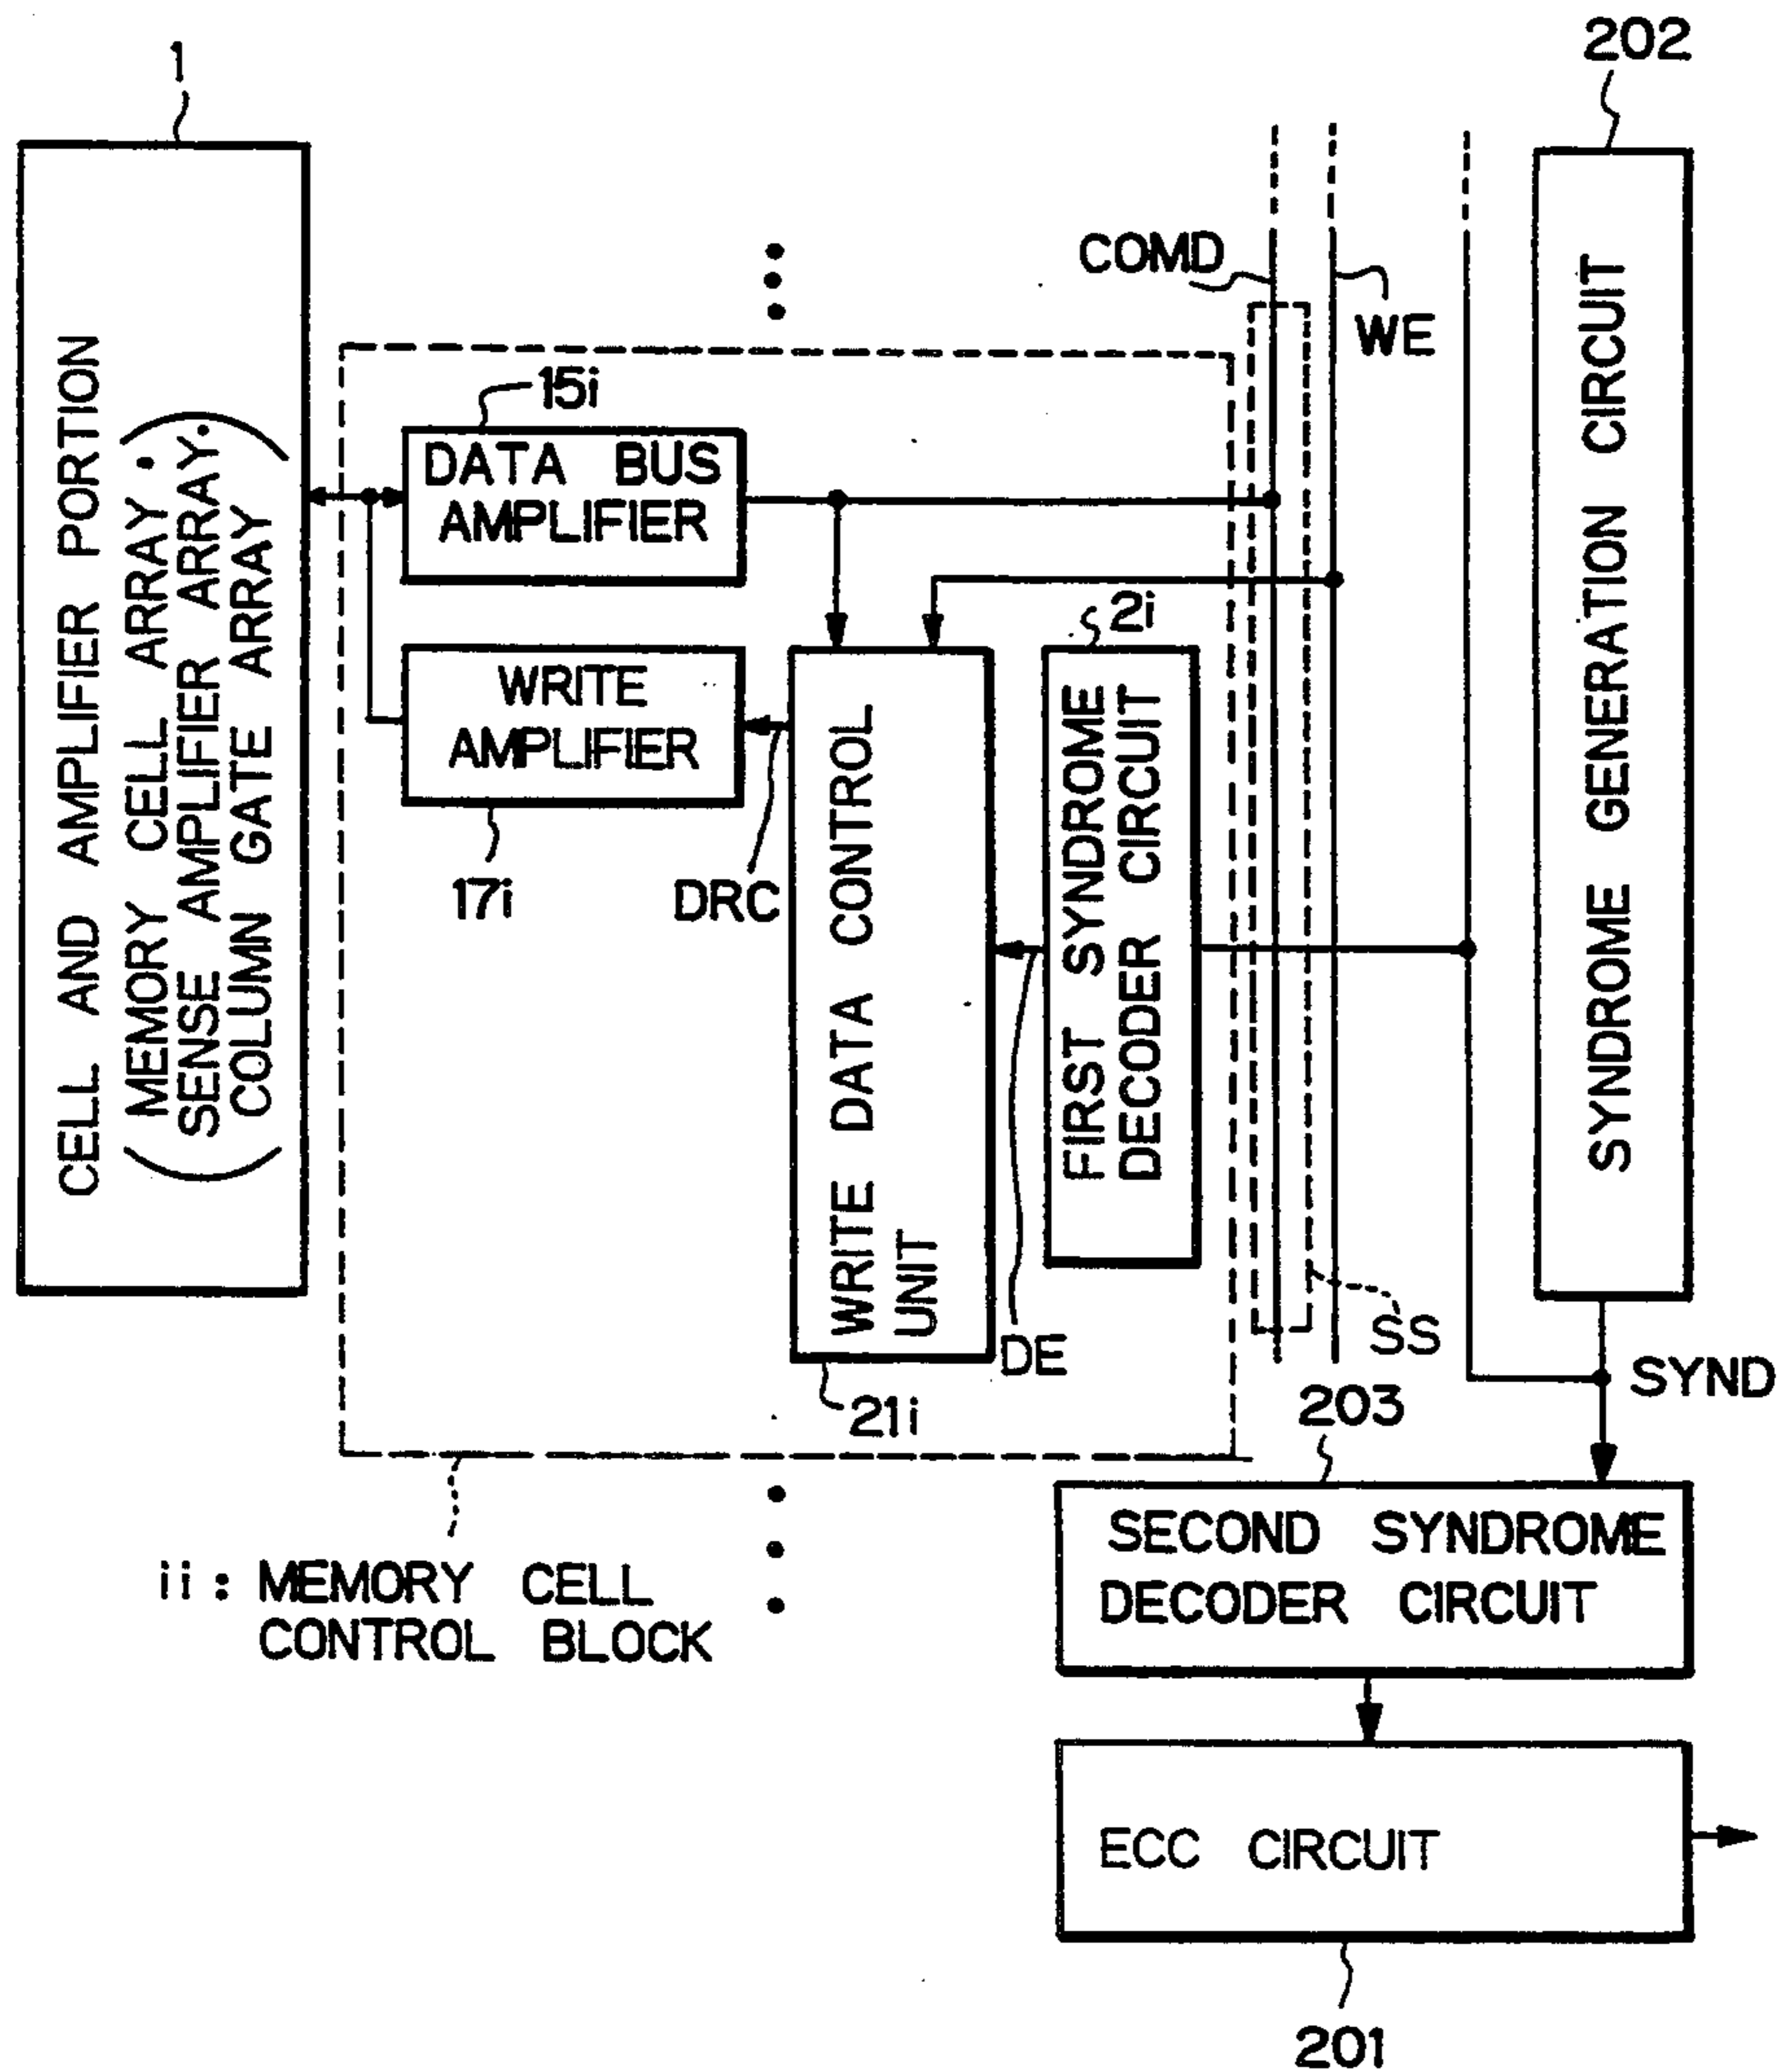 1
202
CELL AND AMPLIFIER PORTION
(MEMORY CELL ARRAY·
SENSE AMPLIFIER ARRAY·
COLUMN GATE ARRAY)
COMD
WE
15i
DATA BUS
AMPLIFIER
2i
WRITE
AMPLIFIER
17i
DRC
WRITE DATA CONTROL
UNIT
FIRST SYNDROME
DECODER CIRCUIT
SYNDROME GENERATION CIRCUIT
DE
SS
21i
203
SYND
SECOND SYNDROME
DECODER CIRCUIT
ii : MEMORY CELL
CONTROL BLOCK
ECC CIRCUIT
201